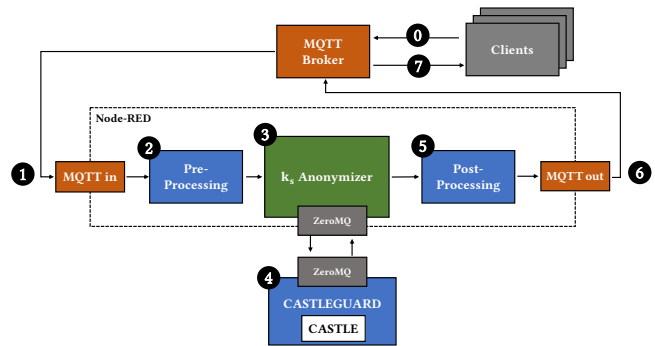 MQTT
Broker
0
7
Clients
Node-RED
1
MQTT in
2
Pre-
Processing
3
kₛ Anonymizer
ZeroMQ
5
Post-
Processing
MQTT out
6
ZeroMQ
4
CASTLEGUARD
CASTLE